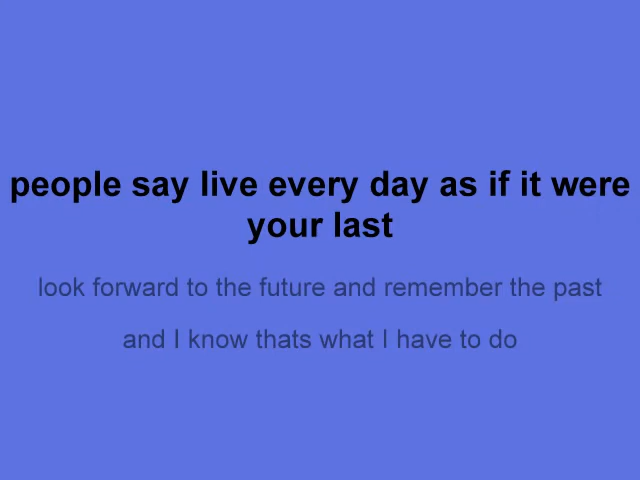 people say live every day as if it were
your last
look forward to the future and remember the past
and I know thats what I have to do